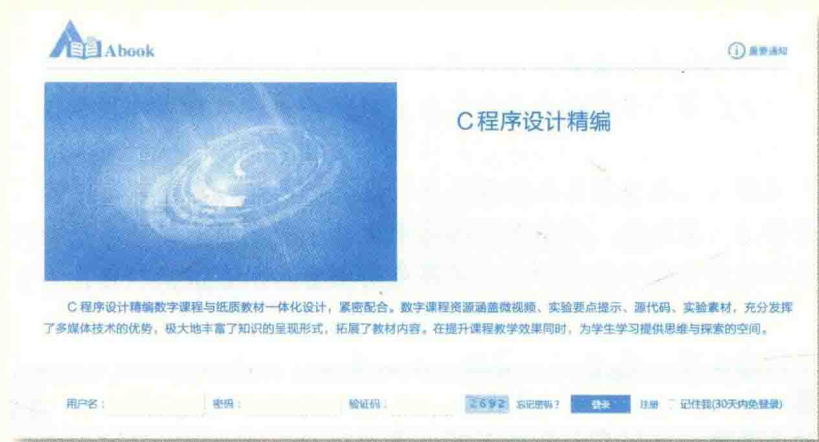 Abook
重要通知
C程序设计精编
C 程序设计精编数字课程与纸质教材一体化设计，紧密配合。数字课程资源涵盖微视频、实验要点提示、源代码、实验素材，充分发挥
了多媒体技术的优势，极大地丰富了知识的呈现形式，拓展了教材内容。在提升课程教学效果同时，为学生学习提供思维与探索的空间。
用户名： 密码： 验证码： 2692 忘记密码？ 登录 注册 记住我(30天内免登录)